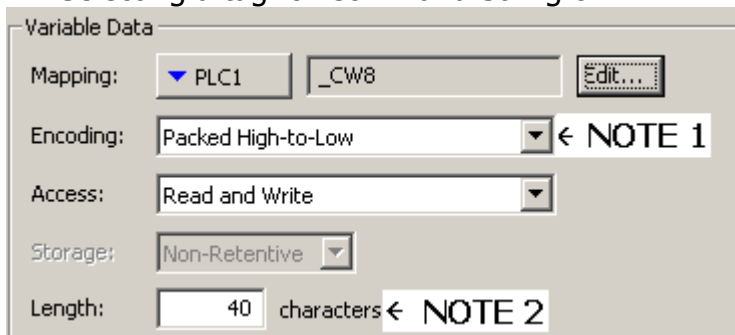 Variable Data
Mapping: PLC1 _CW8 Edit...
Encoding: Packed High-to-Low ← NOTE 1
Access: Read and Write
Storage: Non-Retentive
Length: 40 characters ← NOTE 2